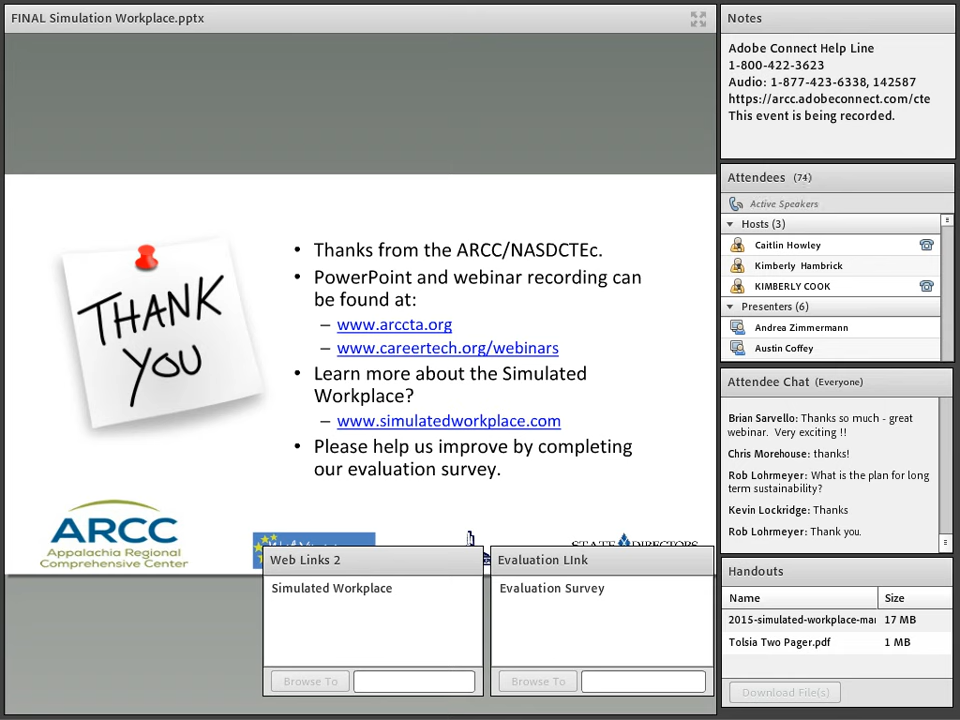 FINAL Simulation Workplace.pptx
THANK
YOU
• Thanks from the ARCC/NASDCTEc.
• PowerPoint and webinar recording can
be found at:
– www.arccta.org
– www.careertech.org/webinars
• Learn more about the Simulated
Workplace?
– www.simulatedworkplace.com
• Please help us improve by completing
our evaluation survey.
ARCC
Appalachia Regional
Comprehensive Center
STATE DIRECTORS
Web Links 2
Simulated Workplace
Browse To
Evaluation LInk
Evaluation Survey
Browse To
Notes
Adobe Connect Help Line
1-800-422-3623
Audio: 1-877-423-6338, 142587
https://arcc.adobeconnect.com/cte
This event is being recorded.
Attendees (74)
Active Speakers
Hosts (3)
Caitlin Howley
Kimberly Hambrick
KIMBERLY COOK
Presenters (6)
Andrea Zimmermann
Austin Coffey
Attendee Chat (Everyone)
Brian Sarvello: Thanks so much - great
webinar. Very exciting !!
Chris Morehouse: thanks!
Rob Lohrmeyer: What is the plan for long
term sustainability?
Kevin Lockridge: Thanks
Rob Lohrmeyer: Thank you.
Handouts
Name Size
2015-simulated-workplace-mar 17 MB
Tolsia Two Pager.pdf 1 MB
Download File(s)